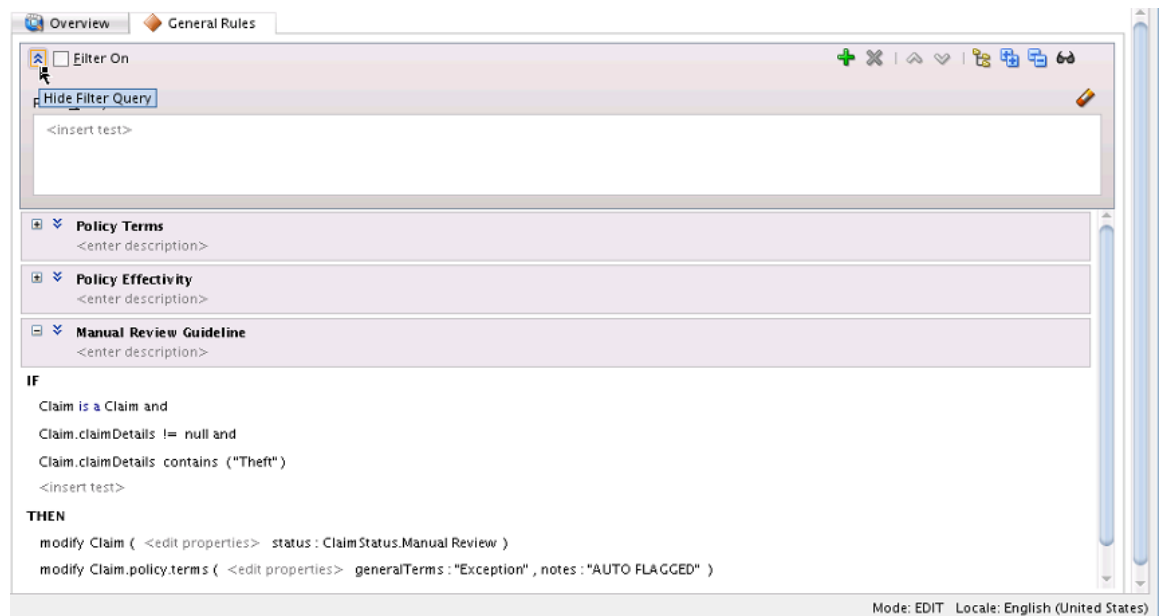 Overview
General Rules
Filter On
Hide Filter Query
<insert test>
Policy Terms
<enter description>
Policy Effectivity
<enter description>
Manual Review Guideline
<enter description>
IF
Claim is a Claim and
Claim.claimDetails != null and
Claim.claimDetails contains ("Theft")
<insert test>
THEN
modify Claim ( <edit properties> status : ClaimStatus.Manual Review )
modify Claim.policy.terms ( <edit properties> generalTerms : "Exception" , notes : "AUTO FLAGGED" )
Mode: EDIT Locale: English (United States)